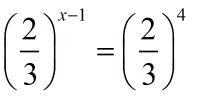 (2/3)^{x-1} = (2/3)^4